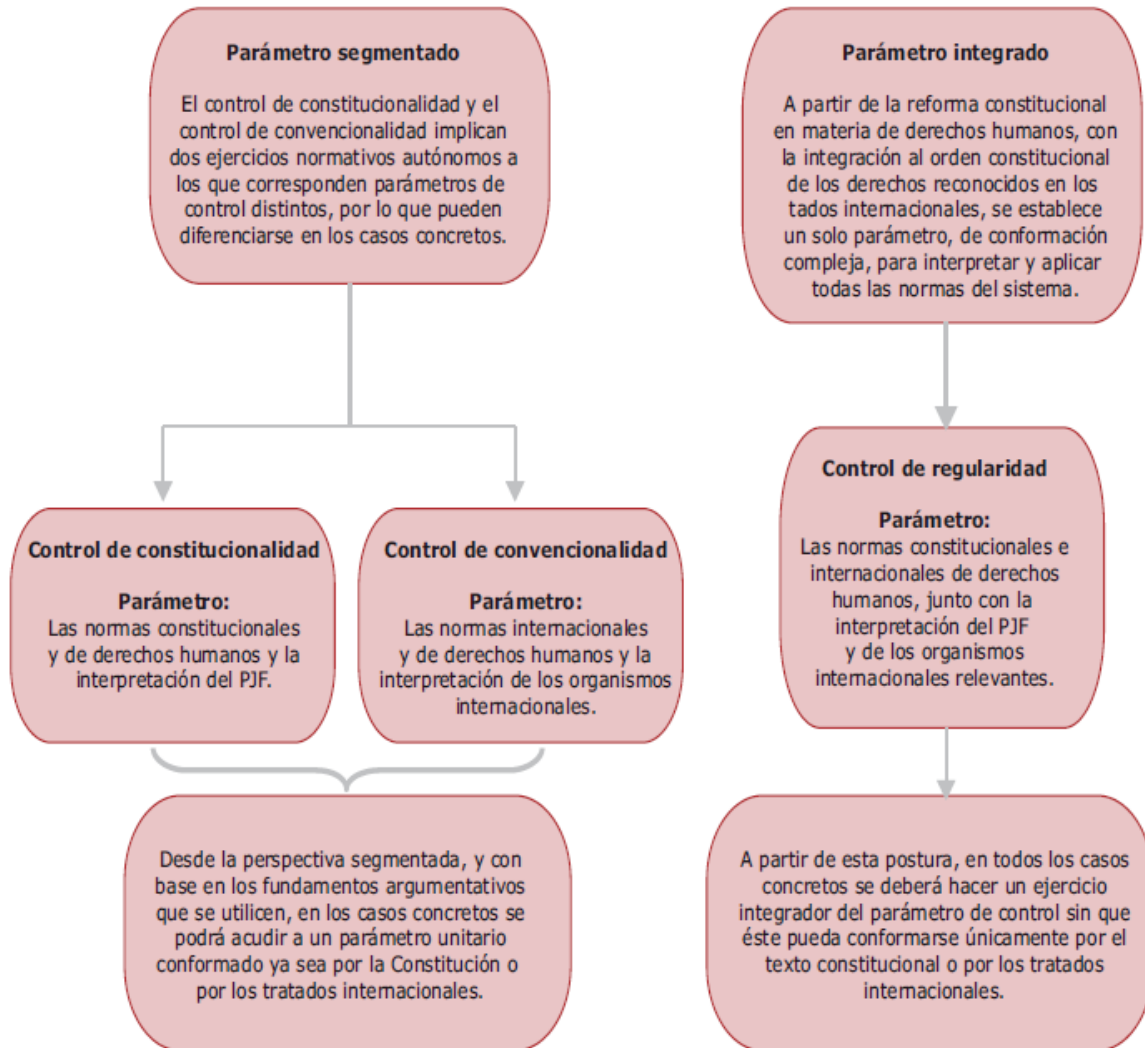 Parámetro segmentado
El control de constitucionalidad y el
control de convencionalidad implican
dos ejercicios normativos autónomos a
los que corresponden parámetros de
control distintos, por lo que pueden
diferenciarse en los casos concretos.
Control de constitucionalidad
Parámetro:
Las normas constitucionales
y de derechos humanos y la
interpretación del PJF.
Control de convencionalidad
Parámetro:
Las normas internacionales
y de derechos humanos y la
interpretación de los organismos
internacionales.
Desde la perspectiva segmentada, y con
base en los fundamentos argumentativos
que se utilicen, en los casos concretos se
podrá acudir a un parámetro unitario
conformado ya sea por la Constitución o
por los tratados internacionales.
Parámetro integrado
A partir de la reforma constitucional
en materia de derechos humanos, con
la integración al orden constitucional
de los derechos reconocidos en los
tados internacionales, se establece
un solo parámetro, de conformación
compleja, para interpretar y aplicar
todas las normas del sistema.
Control de regularidad
Parámetro:
Las normas constitucionales e
internacionales de derechos
humanos, junto con la
interpretación del PJF
y de los organismos
internacionales relevantes.
A partir de esta postura, en todos los casos
concretos se deberá hacer un ejercicio
integrador del parámetro de control sin que
éste pueda conformarse únicamente por el
texto constitucional o por los tratados
internacionales.